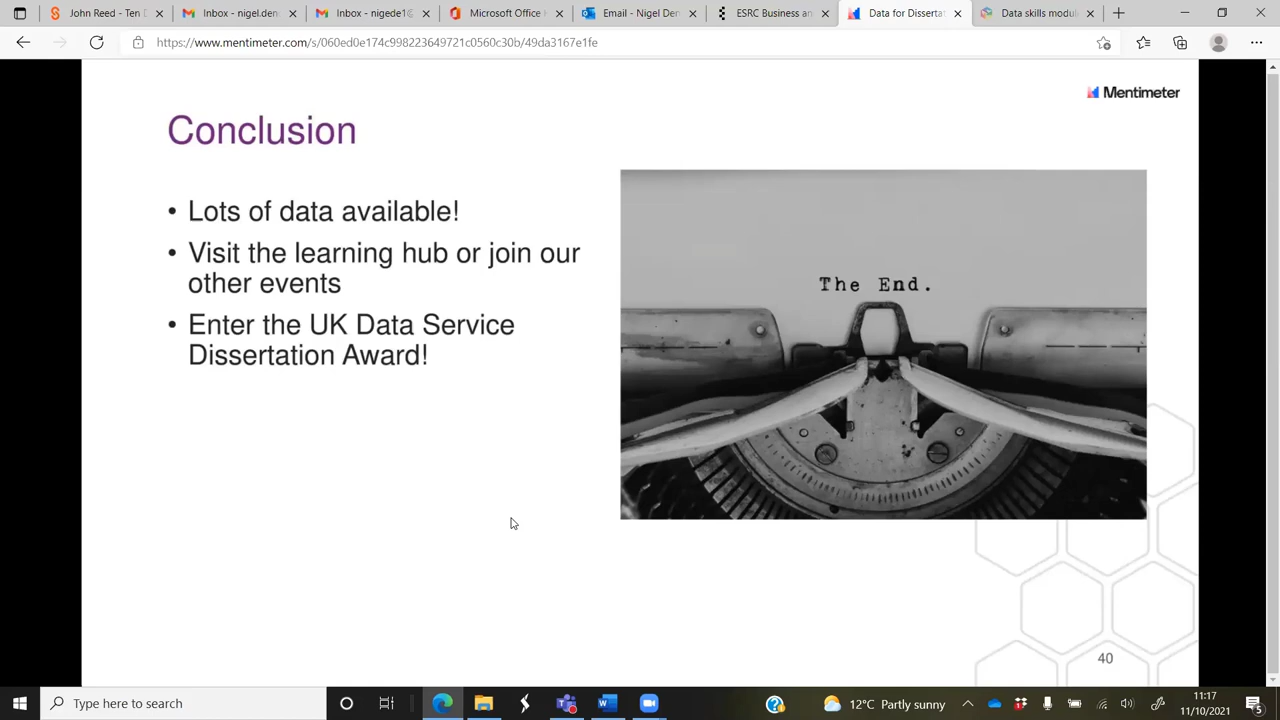 John Reed - Ten
Inbox - nigel.den
Inbox - nigede1@
Microsoft Office
Email - Nigel Den
ESRC Business an
Data for Dissertat
Data skills modul
https://www.mentimeter.com/s/060ed0e174c998223649721c0560c30b/49da3167e1fe
Mentimeter
Conclusion
• Lots of data available!
• Visit the learning hub or join our
other events
• Enter the UK Data Service
Dissertation Award!
The End.
40
Type here to search
12°C Partly sunny
11:17
11/10/2021
5